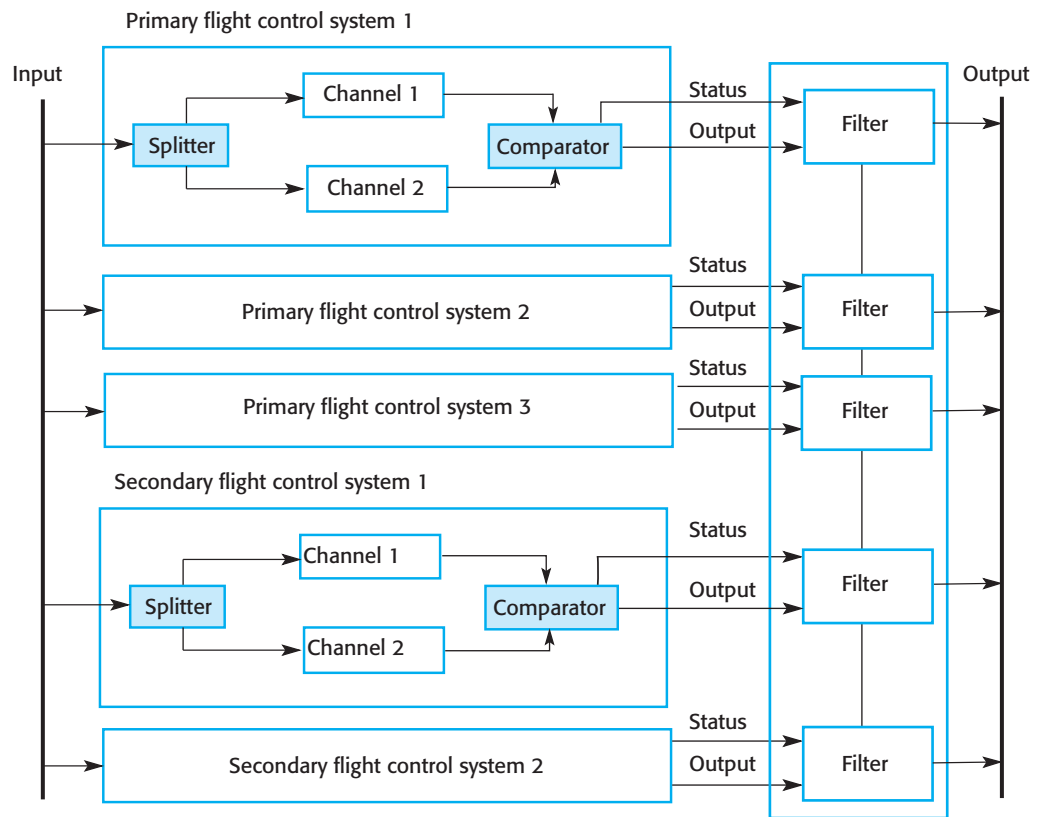 Primary flight control system 1
Input
Output
Channel 1
Status
Splitter
Comparator
Filter
Output
Channel 2
Status
Primary flight control system 2
Output
Filter
Status
Primary flight control system 3
Output
Filter
Secondary flight control system 1
Channel 1
Status
Splitter
Comparator
Output
Filter
Channel 2
Status
Secondary flight control system 2
Output
Filter